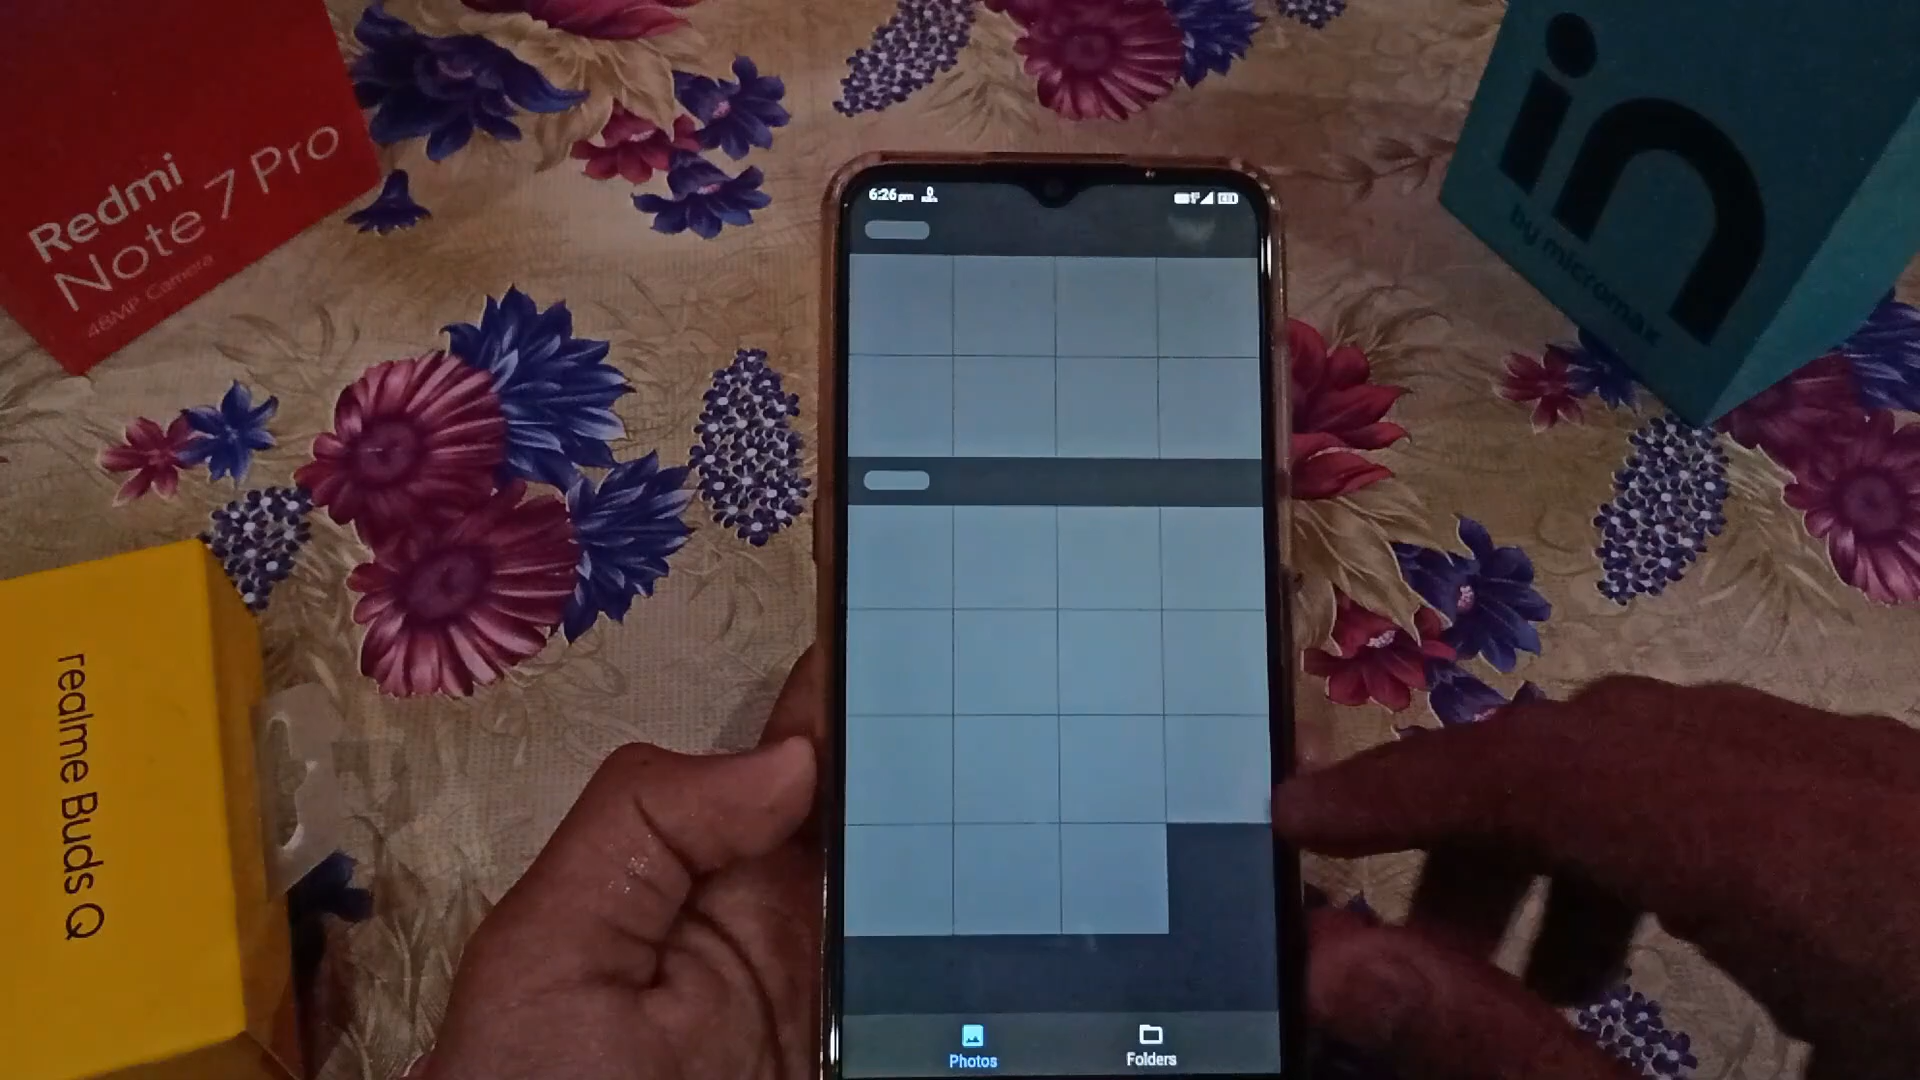 Redmi
Note 7 Pro
48MP Camera
in
by micromax
6:26 pm
realme Buds Q
Photos
Folders